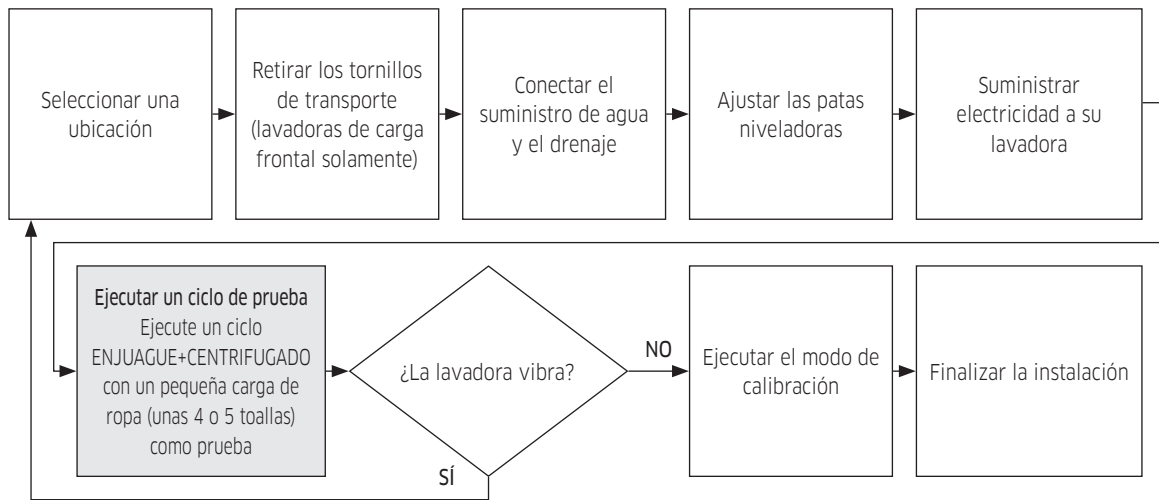 Seleccionar una
ubicación
Retirar los tornillos
de transporte
(lavadoras de carga
frontal solamente)
Conectar el
suministro de agua
y el drenaje
Ajustar las patas
niveladoras
Suministrar
electricidad a su
lavadora
Ejecutar un ciclo de prueba
Ejecute un ciclo
ENJUAGUE+CENTRIFUGADO
con un pequeña carga de
ropa (unas 4 o 5 toallas)
como prueba
¿La lavadora vibra?
NO
SÍ
Ejecutar el modo de
calibración
Finalizar la instalación